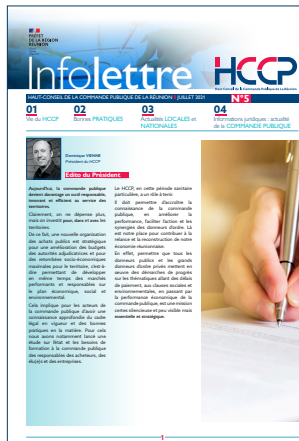 PRÉFET
DE LA RÉGION
RÉUNION
Infolettre
HCCP
Haut-Conseil de la Commande Publique de La Réunion
HAUT-CONSEIL DE LA COMMANDE PUBLIQUE DE LA RÉUNION I JUILLET 2021
N°5
01
Vie du HCCP
02
Bonnes PRATIQUES
03
Actualités LOCALES et
NATIONALES
04
Informations juridiques : actualité
de la COMMANDE PUBLIQUE
Dominique VIENNE
Président du HCCP
Edito du Président
Aujourd'hui, la commande publique
devient davantage un outil responsable,
innovant et efficient au service des
territoires.
Clairement, on ne dépense plus,
mais on investit pour, dans et avec les
territoires.
De ce fait, une nouvelle organisation
des achats publics est stratégique
pour une amélioration des budgets
des autorités adjudicatrices et pour
des retombées socio-économiques
maximales pour le territoire, c'est-à-
dire permettant de développer
en même temps des marchés
performants et responsables sur
le plan économique, social et
environnemental.
Cela implique pour les acteurs de
la commande publique d'avoir une
connaissance approfondie du cadre
légal en vigueur et des bonnes
pratiques en la matière. Pour cela
nous avons notamment lancé une
étude sur l'état et les besoins de
formation à la commande publique
des responsables des acheteurs, des
élu(e)s et des entreprises.
Le HCCP, en cette période sanitaire
particulière, a un rôle à tenir.
Il doit permettre d'accroître la
connaissance de la commande
publique, en améliorer la
performance, faciliter l'action et les
synergies des donneurs d'ordre. Là
est notre place pour contribuer à la
relance et à la reconstruction de notre
économie réunionnaise.
En effet, permettre que tous les
donneurs publics et les grands
donneurs d'ordre privés mettent en
œuvre des démarches de progrès
sur les thématiques allant des délais
de paiement, aux clauses sociales et
environnementales, en passant par
la performance économique de la
commande publique, est une mission
certes silencieuse et peu visible mais
essentielle et stratégique.
1